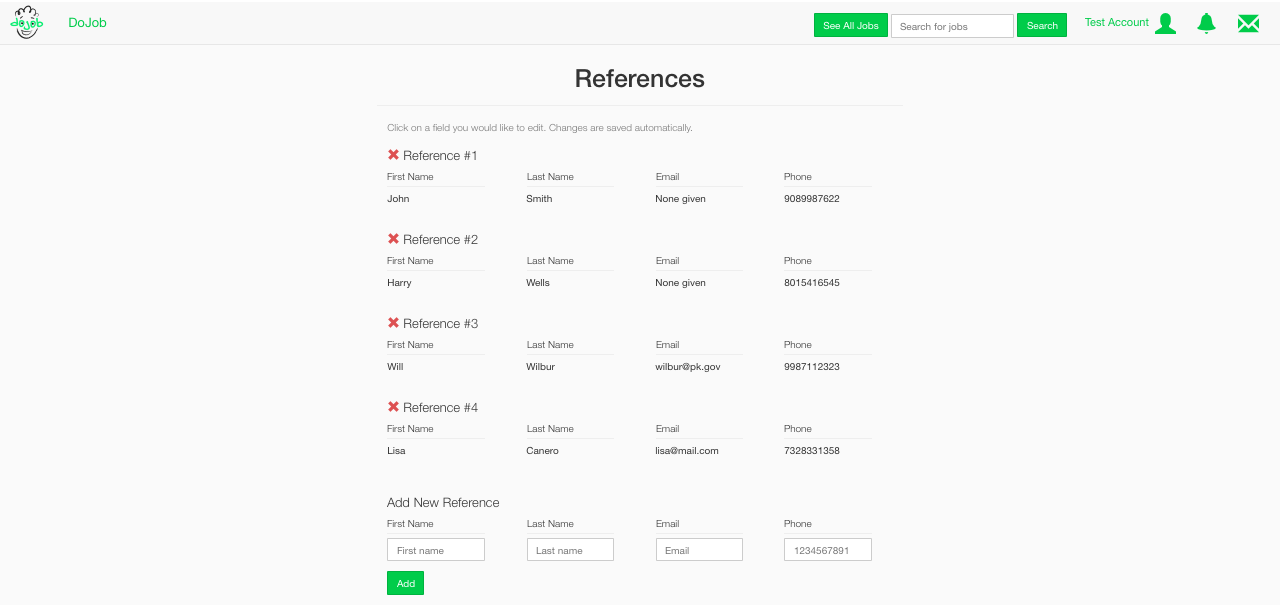 dojob DoJob See All Jobs Search for jobs Search Test Account
References
Click on a field you would like to edit. Changes are saved automatically.
Reference #1
First Name Last Name Email Phone
John Smith None given 9089987622
Reference #2
First Name Last Name Email Phone
Harry Wells None given 8015416545
Reference #3
First Name Last Name Email Phone
Will Wilbur wilbur@pk.gov 9987112323
Reference #4
First Name Last Name Email Phone
Lisa Canero lisa@mail.com 7328331358
Add New Reference
First Name Last Name Email Phone
First name Last name Email 1234567891
Add